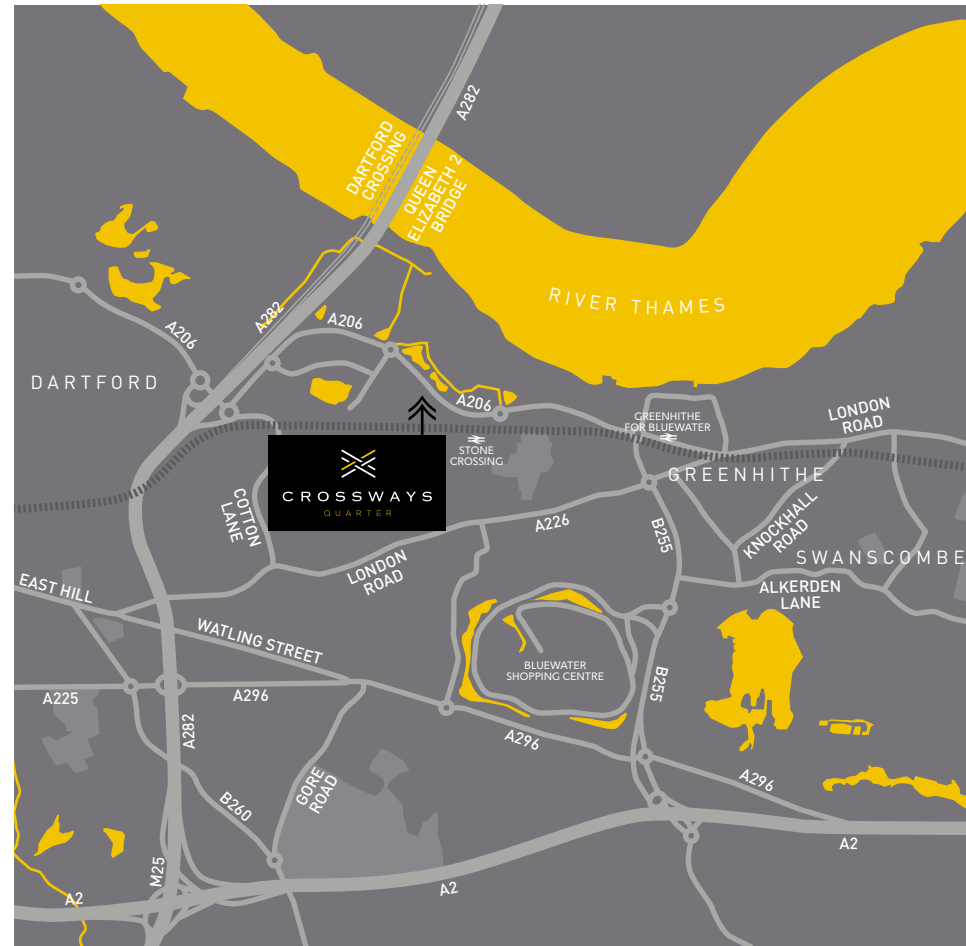 A282
DARTFORD
CROSSING
QUEEN
ELIZABETH 2
BRIDGE
RIVER THAMES
A282
A206
A206
DARTFORD
A206
GREENHITHE
FOR BLUEWATER
LONDON
ROAD
STONE
CROSSING
GREENHITHE
CROSSWAYS
QUARTER
COTTON
LANE
A226
B255
KNOCKHALL
ROAD
SWANSCOMBE
LONDON
ROAD
EAST HILL
ALKERDEN
LANE
WATLING STREET
BLUEWATER
SHOPPING CENTRE
B255
A225
A296
A282
A296
A296
GORE
ROAD
B260
A2
M25
A2
A2